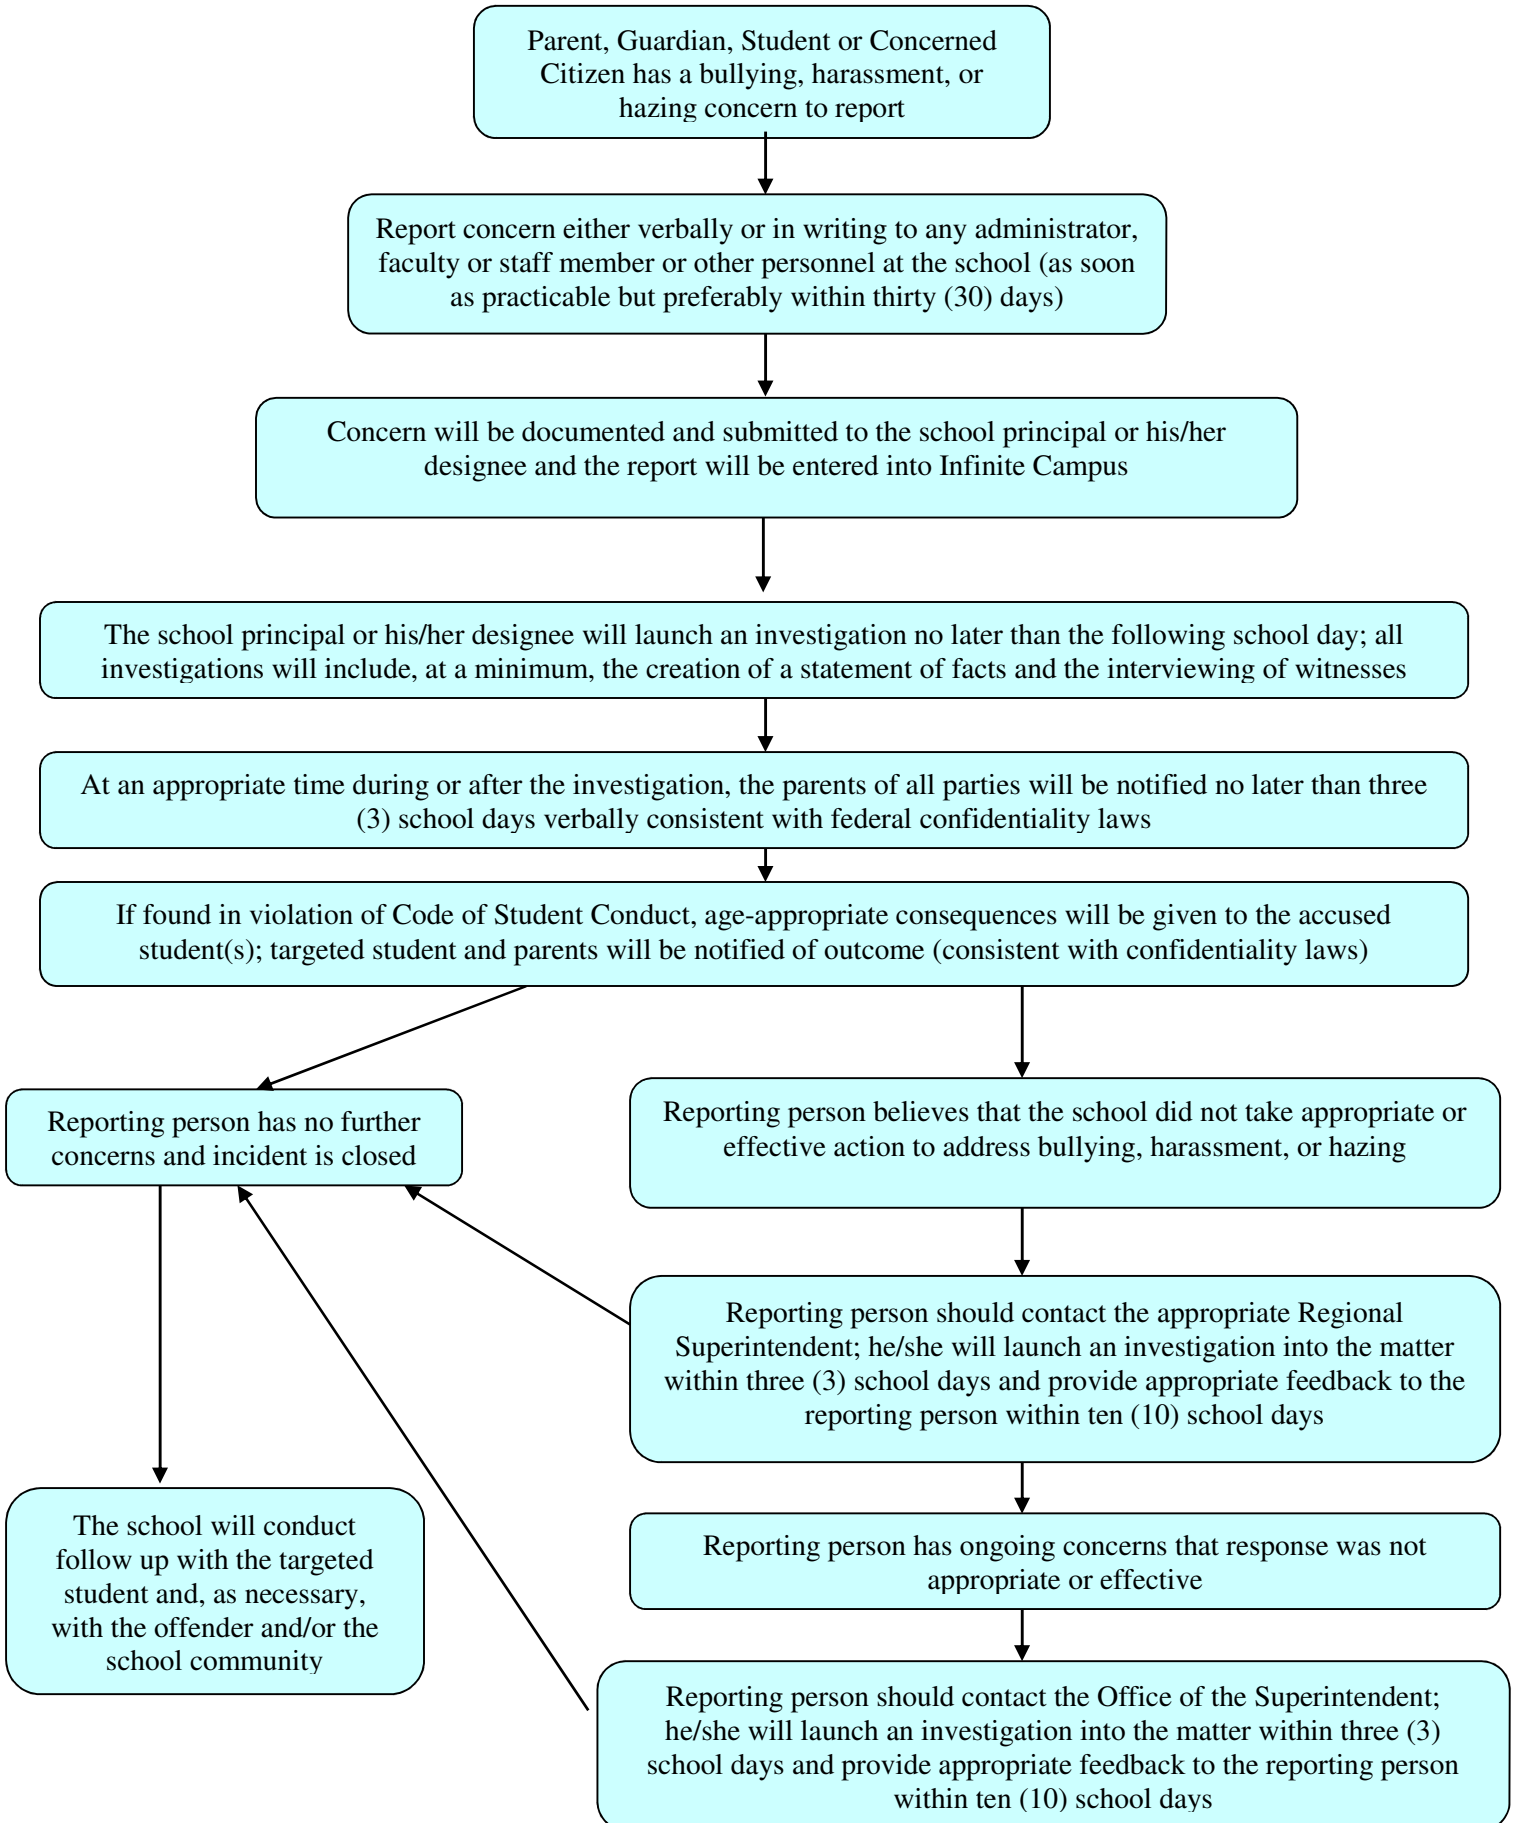 Parent, Guardian, Student or Concerned
Citizen has a bullying, harassment, or
hazing concern to report
Report concern either verbally or in writing to any administrator,
faculty or staff member or other personnel at the school (as soon
as practicable but preferably within thirty (30) days)
Concern will be documented and submitted to the school principal or his/her
designee and the report will be entered into Infinite Campus
The school principal or his/her designee will launch an investigation no later than the following school day; all
investigations will include, at a minimum, the creation of a statement of facts and the interviewing of witnesses
At an appropriate time during or after the investigation, the parents of all parties will be notified no later than three
(3) school days verbally consistent with federal confidentiality laws
If found in violation of Code of Student Conduct, age-appropriate consequences will be given to the accused
student(s); targeted student and parents will be notified of outcome (consistent with confidentiality laws)
Reporting person has no further
concerns and incident is closed
Reporting person believes that the school did not take appropriate or
effective action to address bullying, harassment, or hazing
Reporting person should contact the appropriate Regional
Superintendent; he/she will launch an investigation into the matter
within three (3) school days and provide appropriate feedback to the
reporting person within ten (10) school days
The school will conduct
follow up with the targeted
student and, as necessary,
with the offender and/or the
school community
Reporting person has ongoing concerns that response was not
appropriate or effective
Reporting person should contact the Office of the Superintendent;
he/she will launch an investigation into the matter within three (3)
school days and provide appropriate feedback to the reporting person
within ten (10) school days